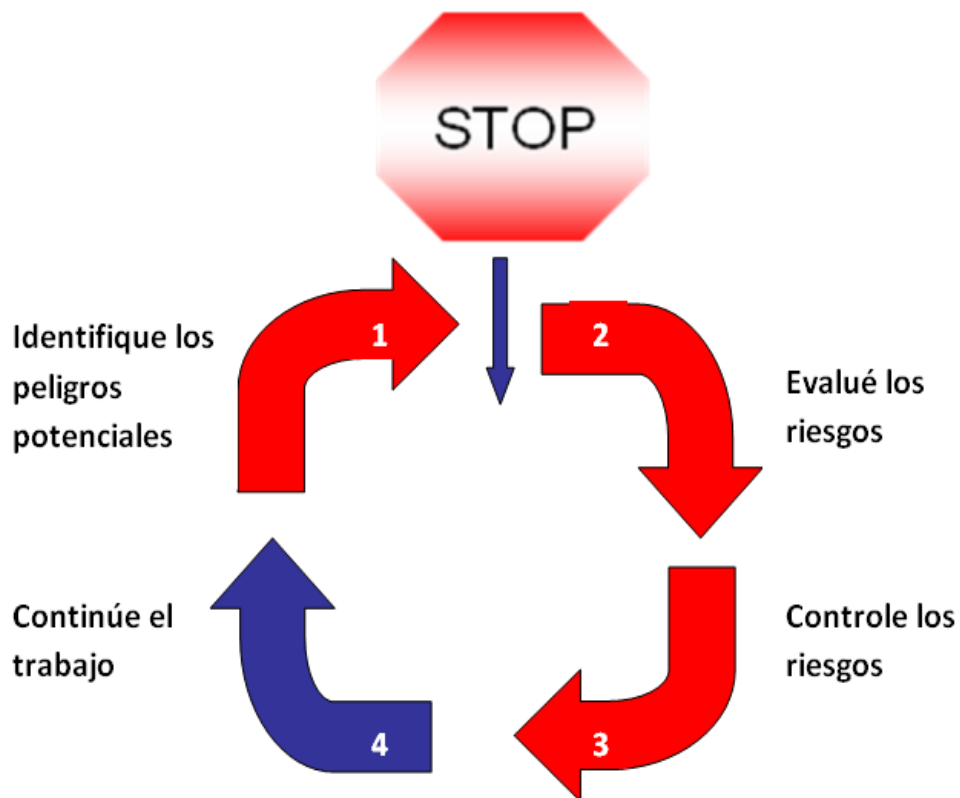 STOP
1
Identifique los
peligros
potenciales
2
Evalué los
riesgos
3
Controle los
riesgos
4
Continúe el
trabajo